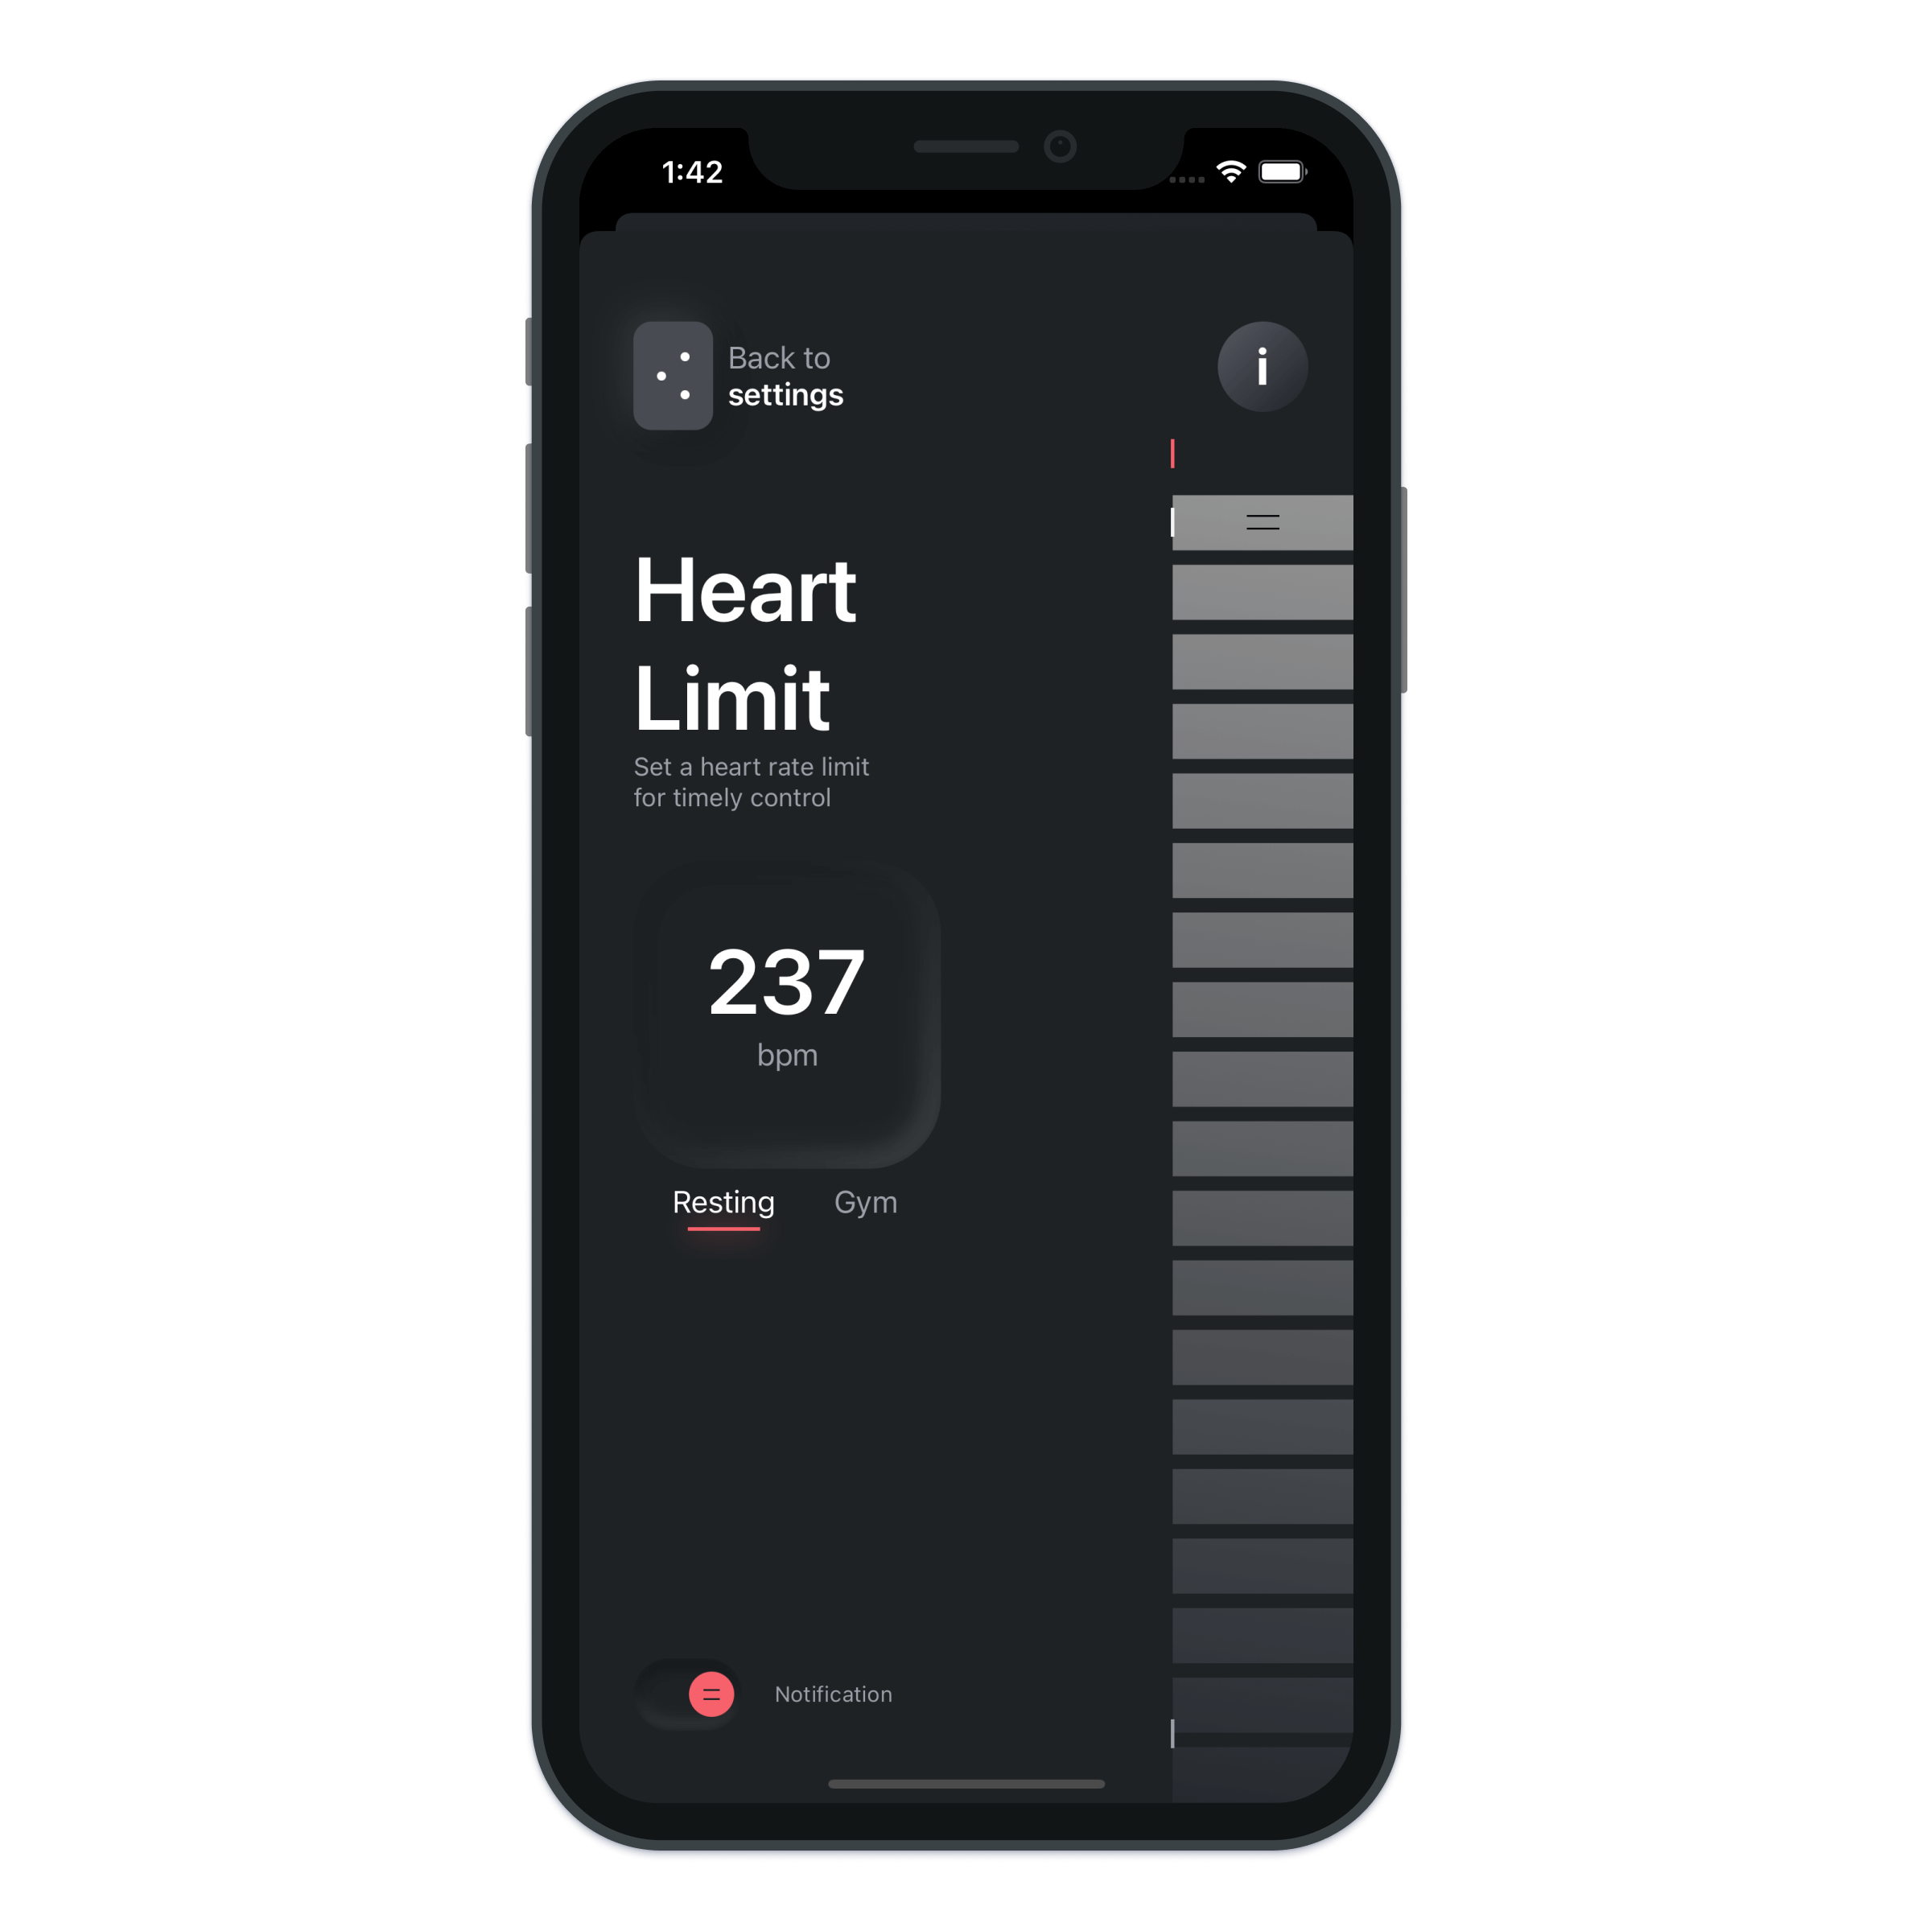 1:42
Back to
settings
i
Heart
Limit
Set a heart rate limit
for timely control
237
bpm
Resting Gym
Notification